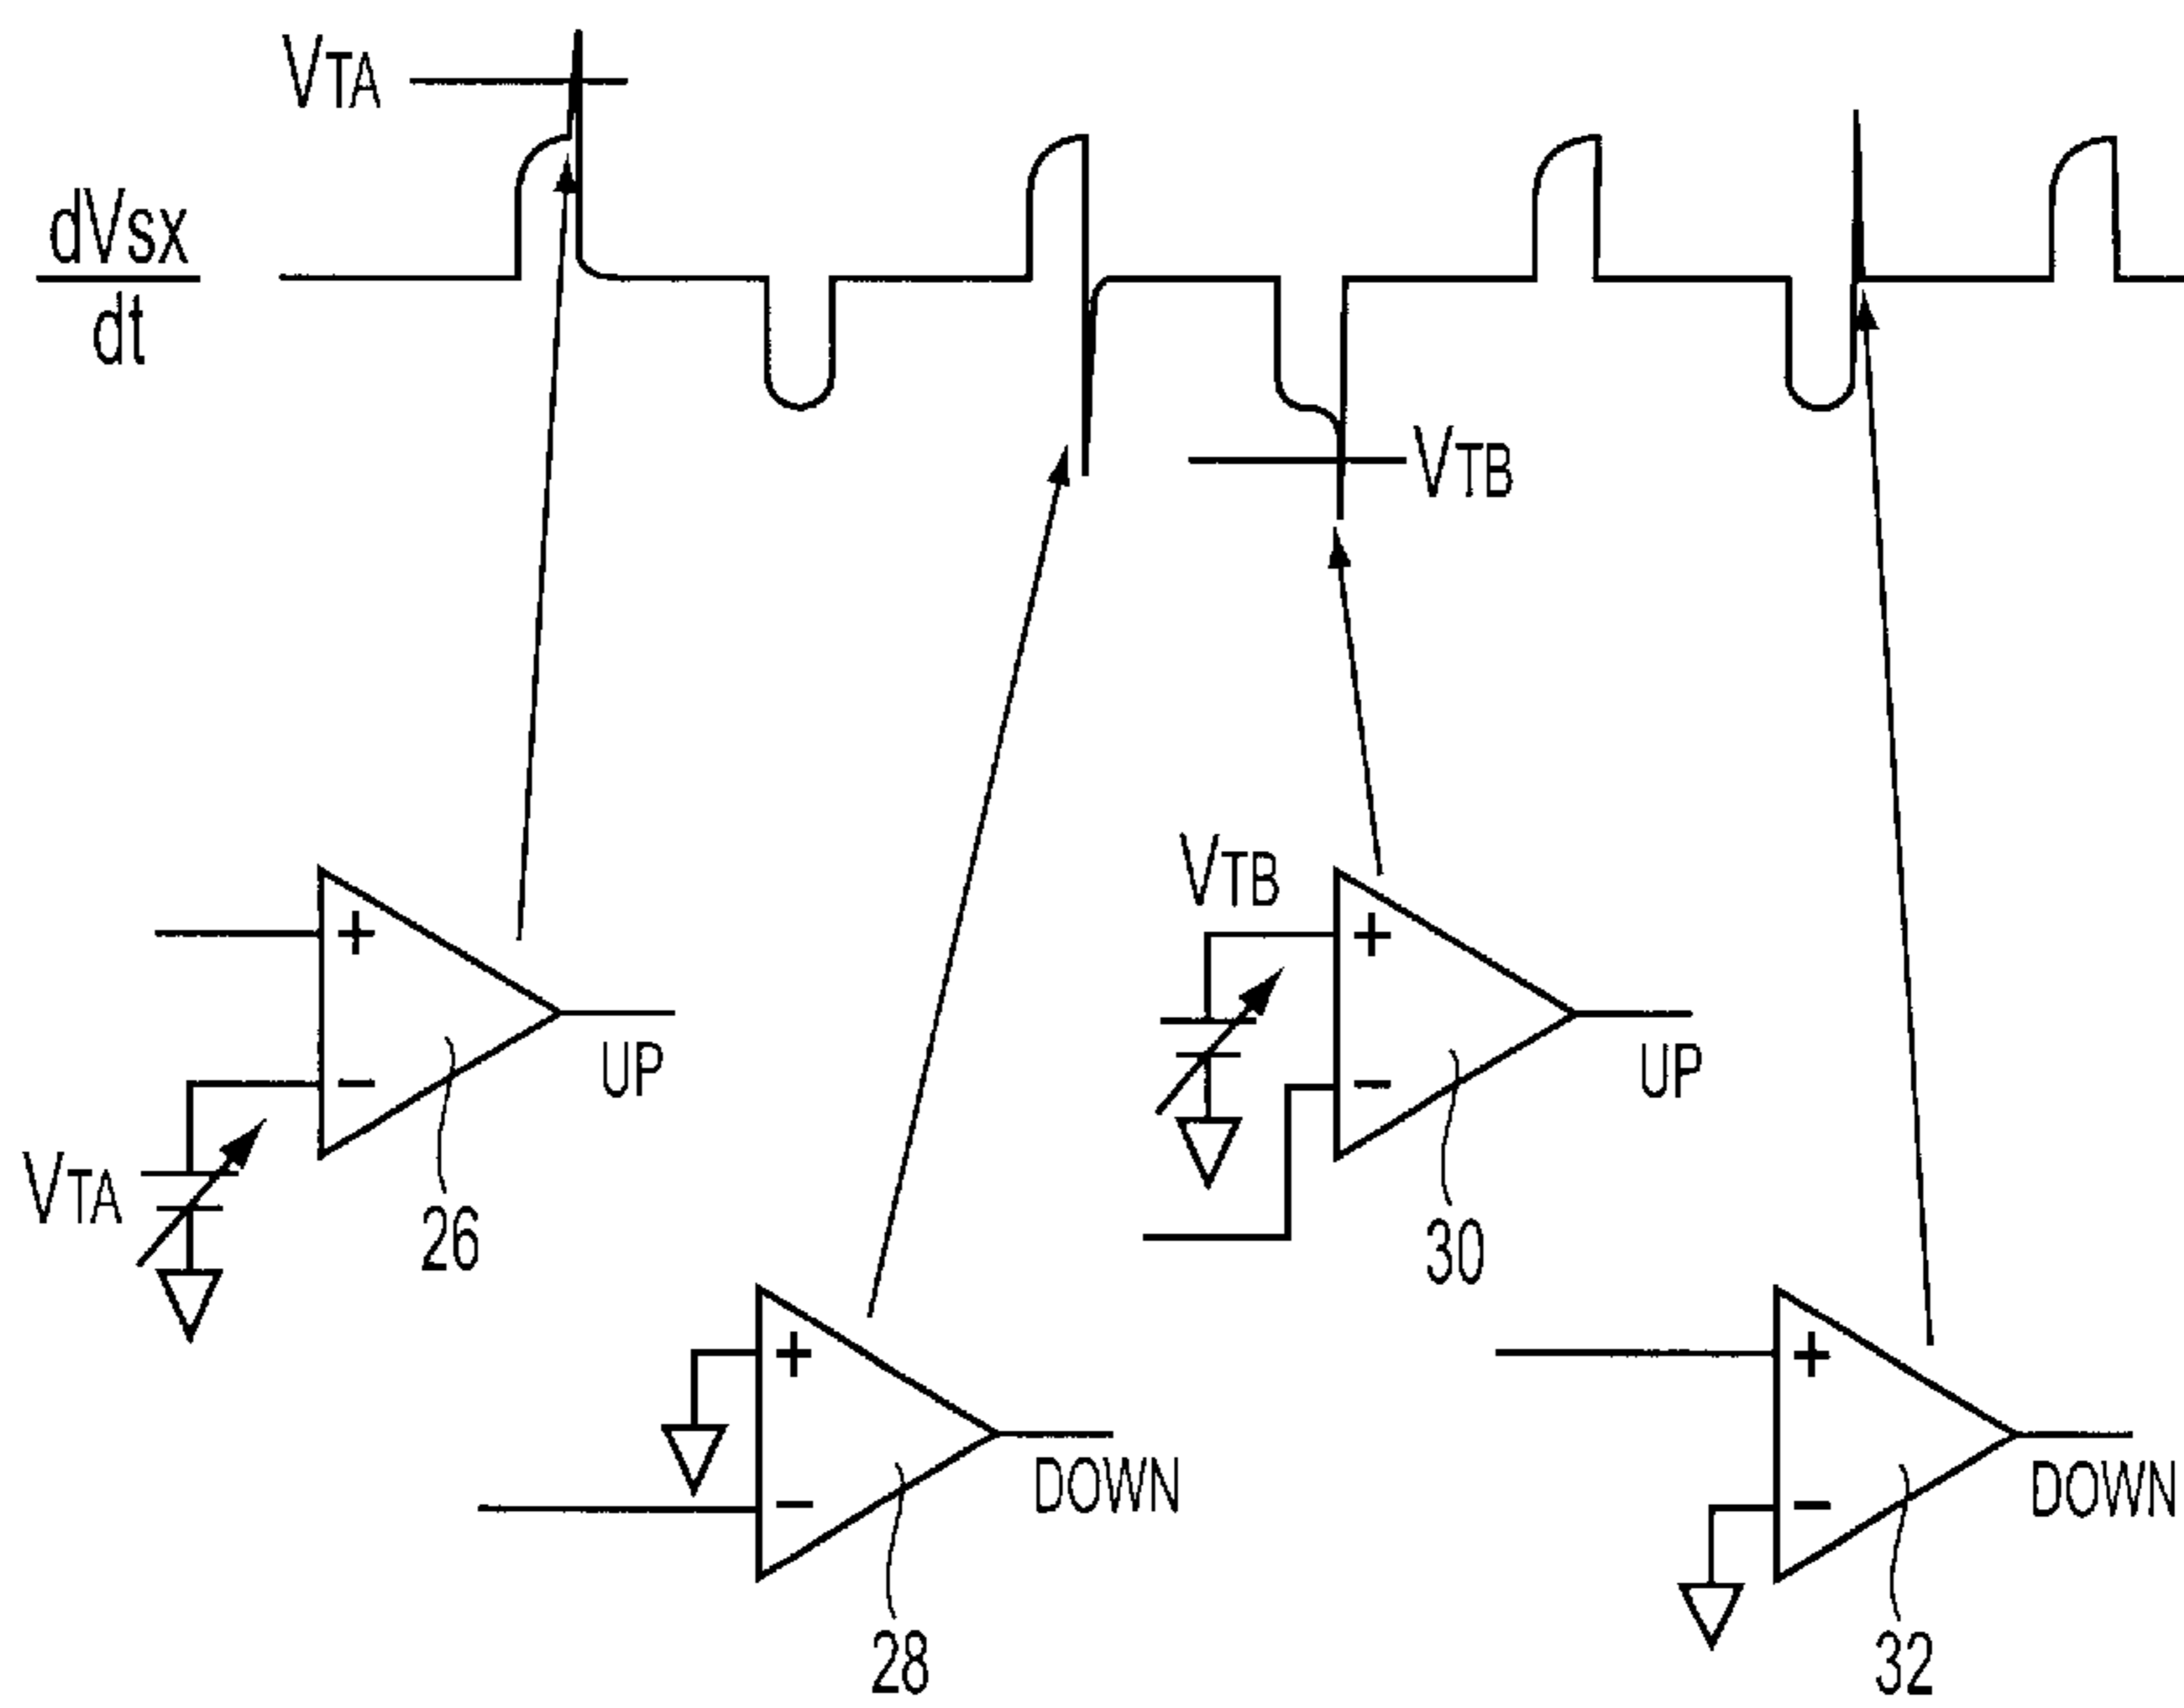 VTA
dVsx
dt
VTB
VTB
+
+
UP
UP
−
−
VTA
26
30
+
+
DOWN
DOWN
−
−
28
32